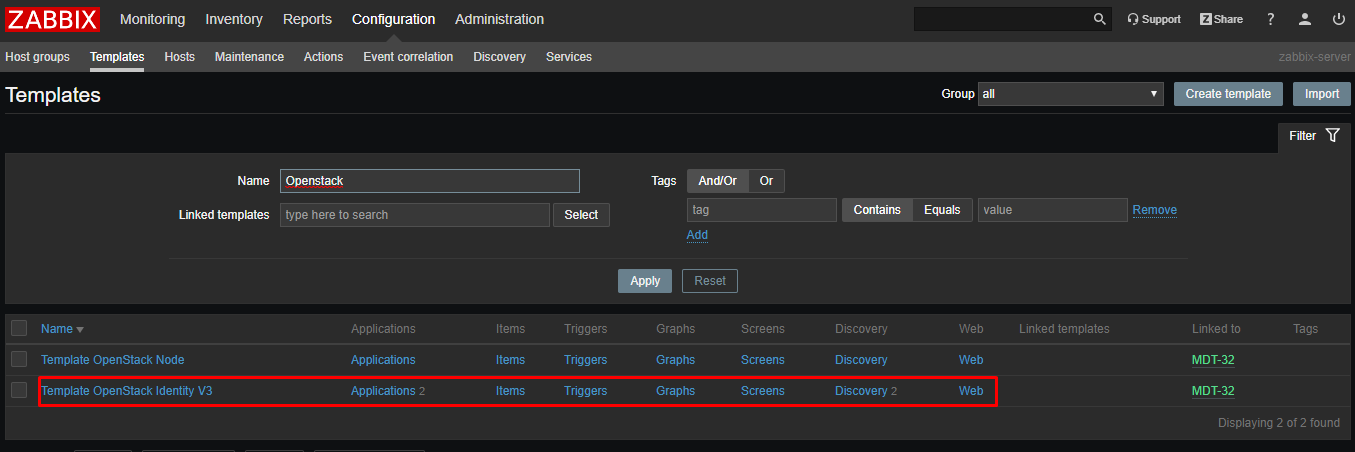 ZABBIX Monitoring Inventory Reports Configuration Administration Support Z Share ?
Host groups Templates Hosts Maintenance Actions Event correlation Discovery Services zabbix-server
Templates Group all Create template Import
Filter
Name Openstack Tags And/Or Or
Linked templates type here to search Select tag Contains Equals value Remove
Add
Apply Reset
Name Applications Items Triggers Graphs Screens Discovery Web Linked templates Linked to Tags
Template OpenStack Node Applications Items Triggers Graphs Screens Discovery Web MDT-32
Template OpenStack Identity V3 Applications 2 Items Triggers Graphs Screens Discovery 2 Web MDT-32
Displaying 2 of 2 found